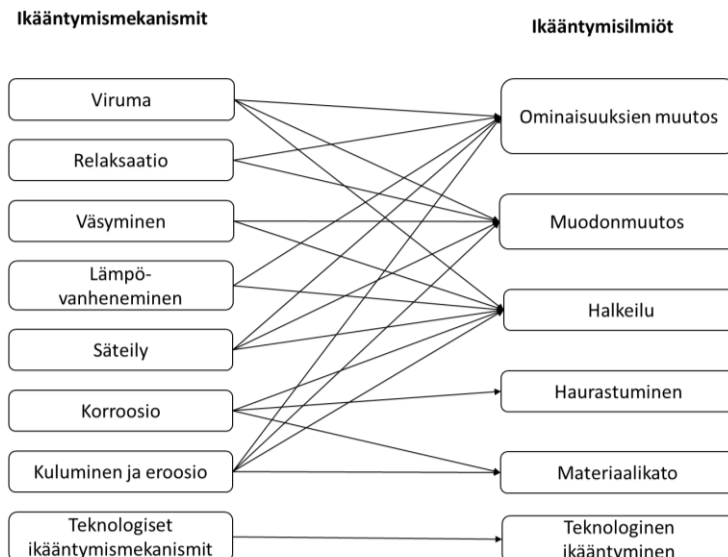 Ikääntymismekanismit
Ikääntymisilmiöt
Viruma
Relaksaatio
Väsyminen
Lämpö-
vanheneminen
Säteily
Korroosio
Kuluminen ja eroosio
Teknologiset
ikääntymismekanismit
Ominaisuuksien muutos
Muodonmuutos
Halkeilu
Haurastuminen
Materiaalikato
Teknologinen
ikääntyminen